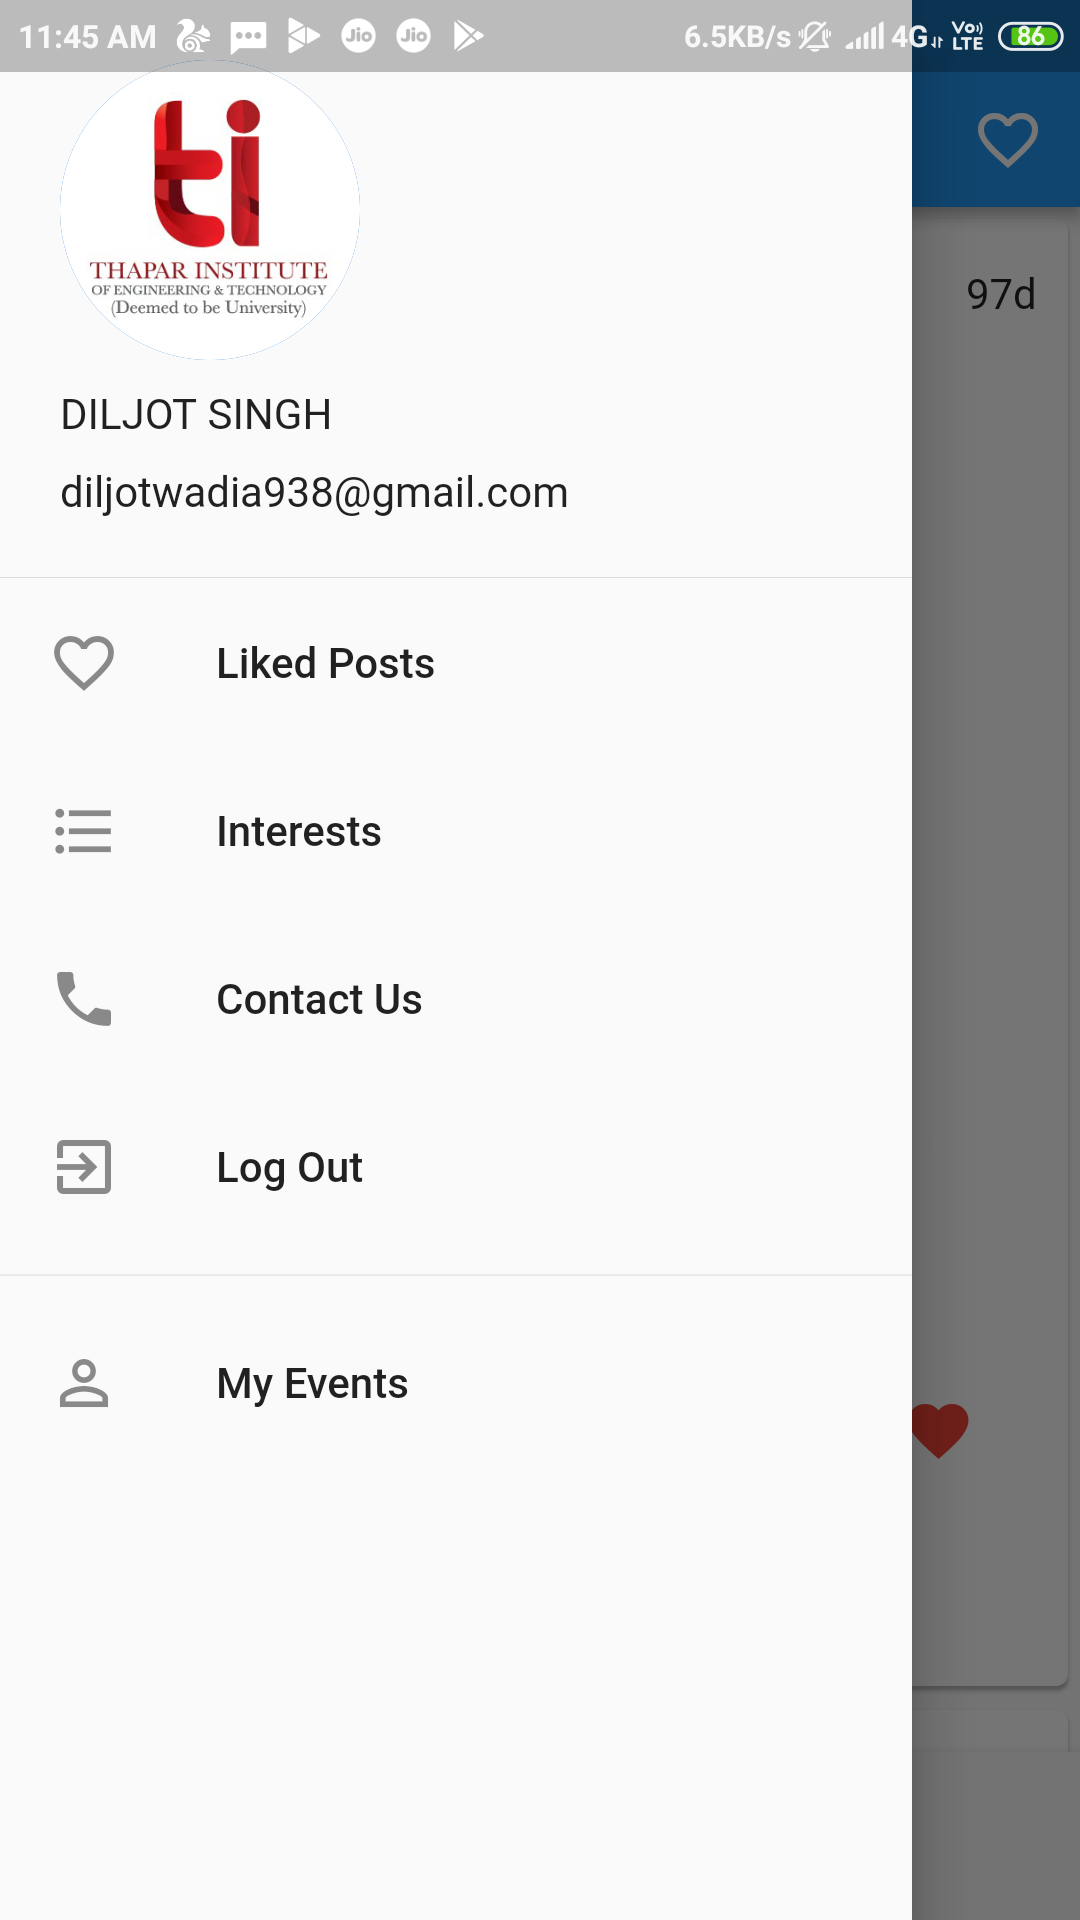 11:45 AM Jio Jio 6.5KB/s 4G Vo) LTE 86
ti
THAPAR INSTITUTE
OF ENGINEERING & TECHNOLOGY
(Deemed to be University)
97d
DILJOT SINGH
diljotwadia938@gmail.com
Liked Posts
Interests
Contact Us
Log Out
My Events